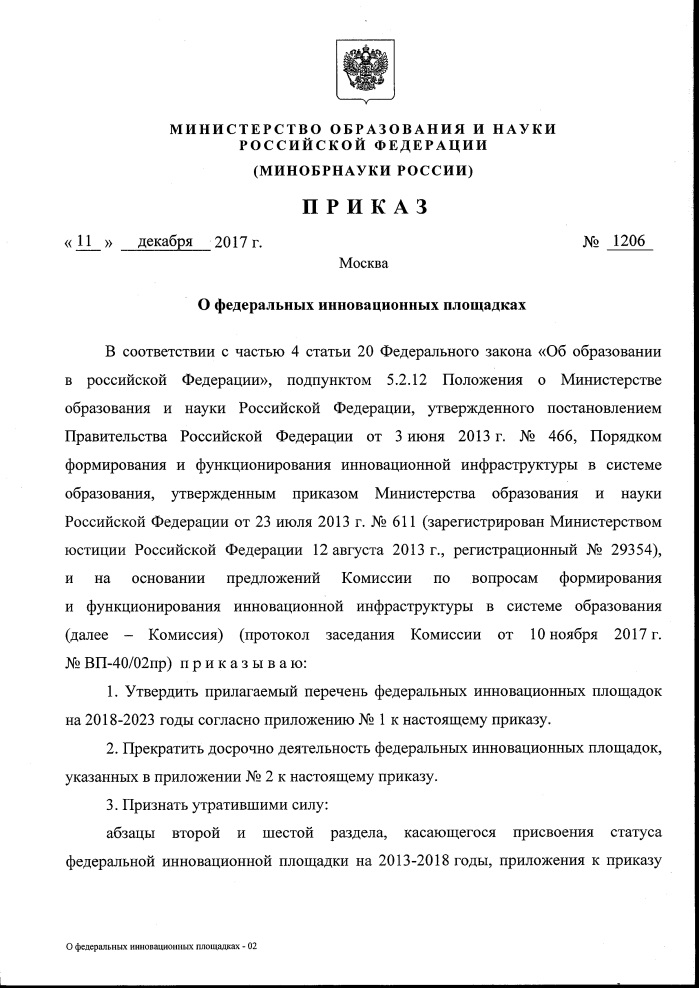 МИНИСТЕРСТВО ОБРАЗОВАНИЯ И НАУКИ
РОССИЙСКОЙ ФЕДЕРАЦИИ
(МИНОБРНАУКИ РОССИИ)
ПРИКАЗ
« 11 » декабря 2017 г. № 1206
Москва
О федеральных инновационных площадках
В соответствии с частью 4 статьи 20 Федерального закона «Об образовании
в российской Федерации», подпунктом 5.2.12 Положения о Министерстве
образования и науки Российской Федерации, утвержденного постановлением
Правительства Российской Федерации от 3 июня 2013 г. № 466, Порядком
формирования и функционирования инновационной инфраструктуры в системе
образования, утвержденным приказом Министерства образования и науки
Российской Федерации от 23 июля 2013 г. № 611 (зарегистрирован Министерством
юстиции Российской Федерации 12 августа 2013 г., регистрационный № 29354),
и на основании предложений Комиссии по вопросам формирования
и функционирования инновационной инфраструктуры в системе образования
(далее – Комиссия) (протокол заседания Комиссии от 10 ноября 2017 г.
№ ВП-40/02пр) п р и к а з ы в а ю:
1. Утвердить прилагаемый перечень федеральных инновационных площадок
на 2018-2023 годы согласно приложению № 1 к настоящему приказу.
2. Прекратить досрочно деятельность федеральных инновационных площадок,
указанных в приложении № 2 к настоящему приказу.
3. Признать утратившими силу:
абзацы второй и шестой раздела, касающегося присвоения статуса
федеральной инновационной площадки на 2013-2018 годы, приложения к приказу
О федеральных инновационных площадках - 02